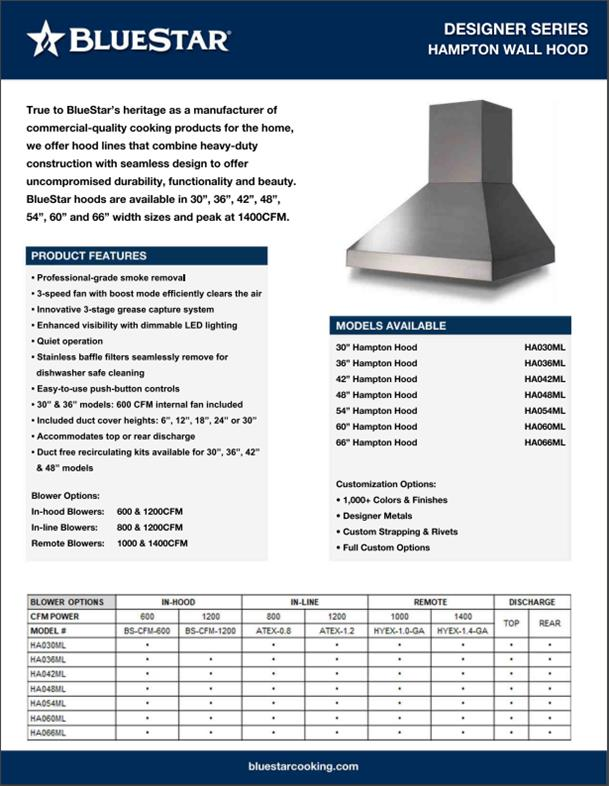 BLUESTAR®
DESIGNER SERIES
HAMPTON WALL HOOD
True to BlueStar’s heritage as a manufacturer of
commercial-quality cooking products for the home,
we offer hood lines that combine heavy-duty
construction with seamless design to offer
uncompromised durability, functionality and beauty.
BlueStar hoods are available in 30”, 36”, 42”, 48”,
54”, 60” and 66” width sizes and peak at 1400CFM.
PRODUCT FEATURES
• Professional-grade smoke removal
• 3-speed fan with boost mode efficiently clears the air
• Innovative 3-stage grease capture system
• Enhanced visibility with dimmable LED lighting
• Quiet operation
• Stainless baffle filters seamlessly remove for
dishwasher safe cleaning
• Easy-to-use push-button controls
• 30” & 36” models: 600 CFM internal fan included
• Included duct cover heights: 6”, 12”, 18”, 24” or 30”
• Accommodates top or rear discharge
• Duct free recirculating kits available for 30”, 36”, 42”
& 48” models
Blower Options:
In-hood Blowers: 600 & 1200CFM
In-line Blowers: 800 & 1200CFM
Remote Blowers: 1000 & 1400CFM
MODELS AVAILABLE
30” Hampton Hood HA030ML
36” Hampton Hood HA036ML
42” Hampton Hood HA042ML
48” Hampton Hood HA048ML
54” Hampton Hood HA054ML
60” Hampton Hood HA060ML
66” Hampton Hood HA066ML
Customization Options:
• 1,000+ Colors & Finishes
• Designer Metals
• Custom Strapping & Rivets
• Full Custom Options
BLOWER OPTIONS IN-HOOD IN-LINE REMOTE DISCHARGE
CFM POWER 600 1200 800 1200 1000 1400 TOP REAR
MODEL # BS-CFM-600 BS-CFM-1200 ATEX-0.8 ATEX-1.2 HYEX-1.0-GA HYEX-1.4-GA
HA030ML • • • • • • •
HA036ML • • • • • • • •
HA042ML • • • • • • • •
HA048ML • • • • • • • •
HA054ML • • • • • • • •
HA060ML • • • • • • • •
HA066ML • • • • • • • •
bluestarcooking.com